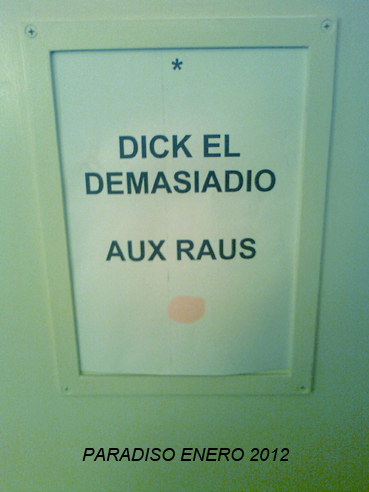 *
DICK EL
DEMASIADIO
AUX RAUS
PARADISO ENERO 2012